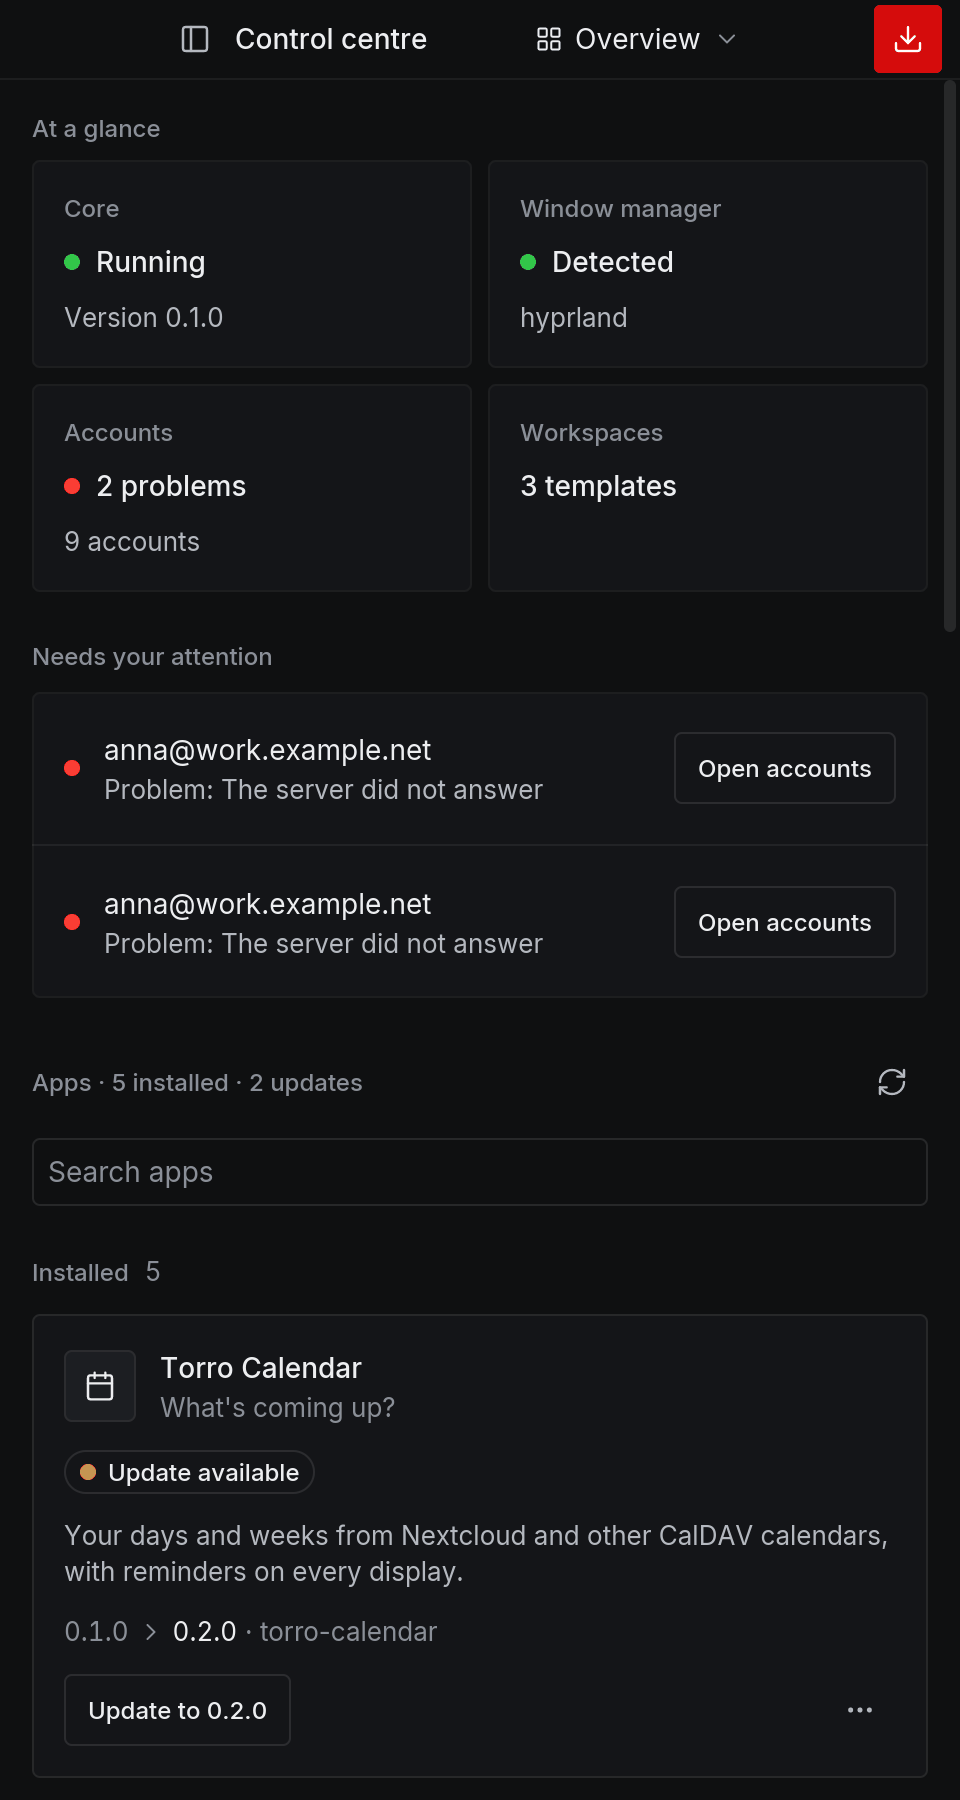 Control centre
Overview
At a glance
Core
Running
Version 0.1.0
Window manager
Detected
hyprland
Accounts
2 problems
9 accounts
Workspaces
3 templates
Needs your attention
anna@work.example.net
Problem: The server did not answer
Open accounts
anna@work.example.net
Problem: The server did not answer
Open accounts
Apps · 5 installed · 2 updates
Search apps
Installed 5
Torro Calendar
What's coming up?
Update available
Your days and weeks from Nextcloud and other CalDAV calendars,
with reminders on every display.
0.1.0 > 0.2.0 · torro-calendar
Update to 0.2.0